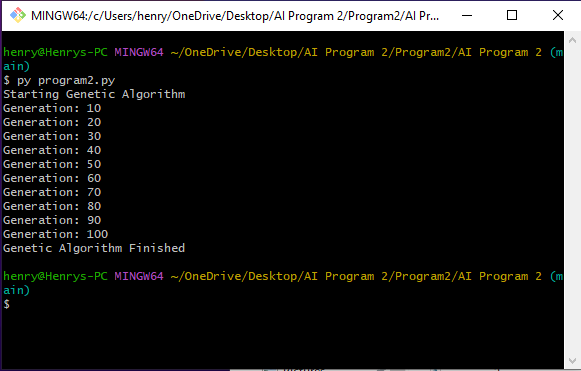 MINGW64:/c/Users/henry/OneDrive/Desktop/AI Program 2/Program2/AI Pr...
henry@Henrys-PC MINGW64 ~/OneDrive/Desktop/AI Program 2/Program2/AI Program 2 (m
ain)
$ py program2.py
Starting Genetic Algorithm
Generation: 10
Generation: 20
Generation: 30
Generation: 40
Generation: 50
Generation: 60
Generation: 70
Generation: 80
Generation: 90
Generation: 100
Genetic Algorithm Finished
henry@Henrys-PC MINGW64 ~/OneDrive/Desktop/AI Program 2/Program2/AI Program 2 (m
ain)
$